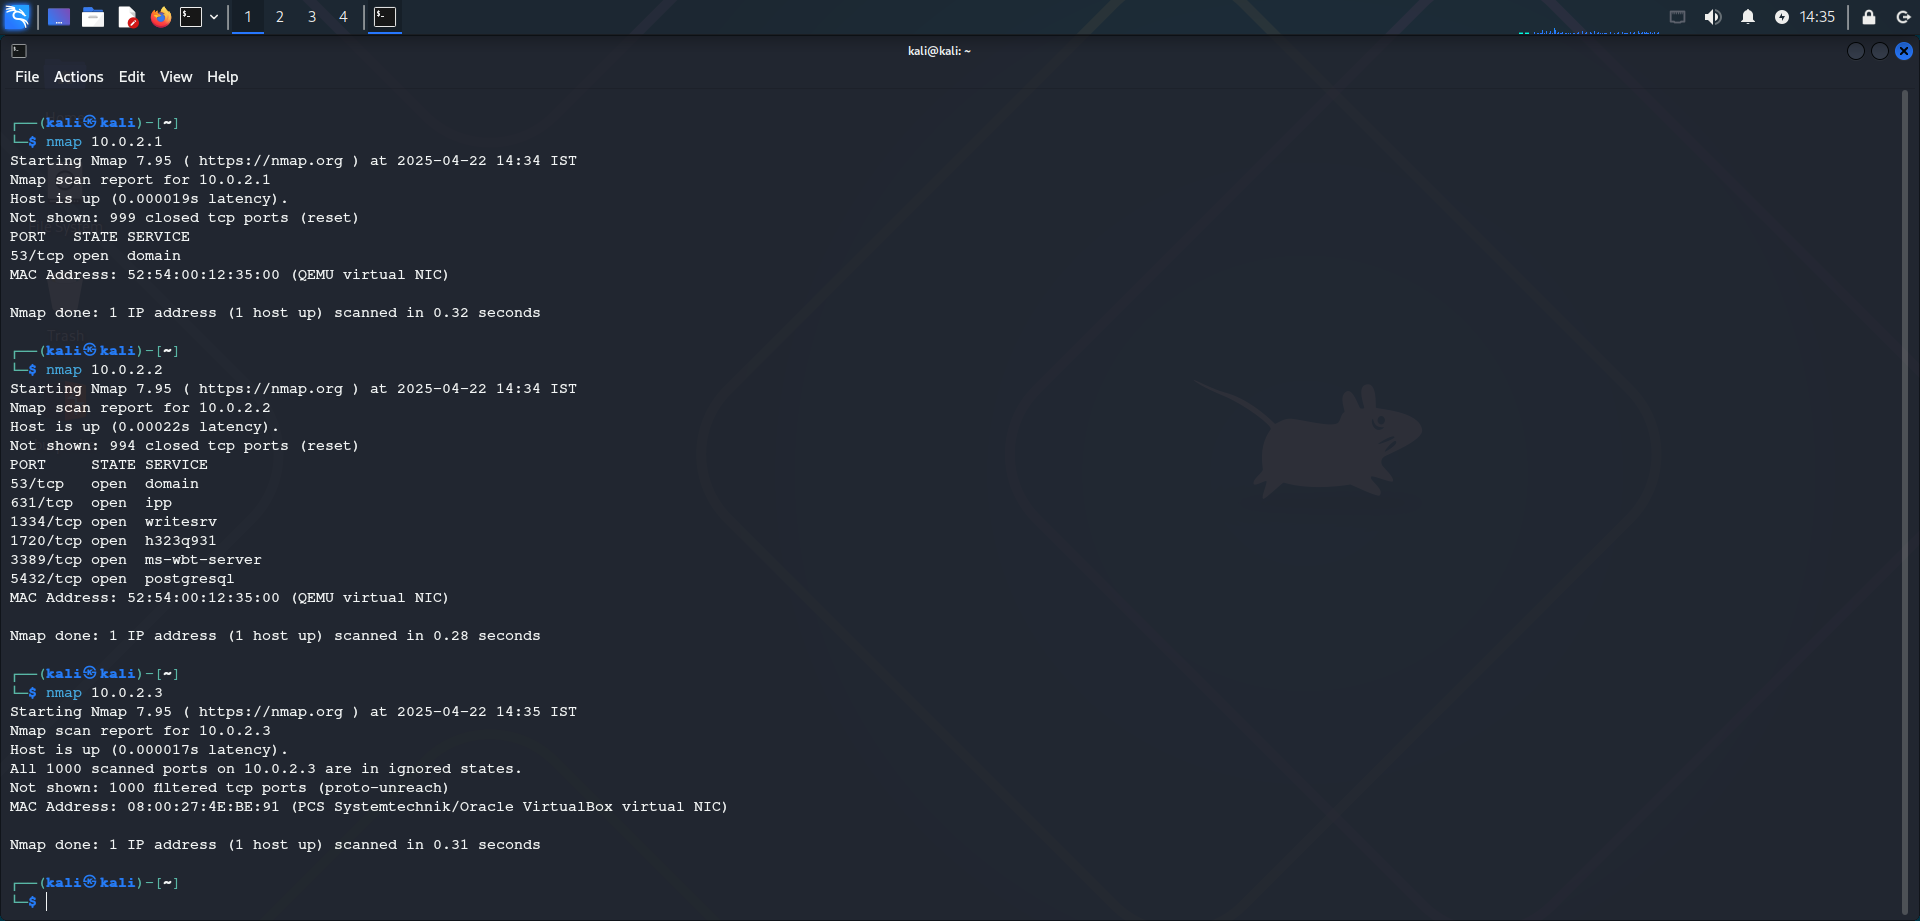 1 2 3 4
14:35
kali@kali: ~
File Actions Edit View Help
┌──(kali㉿kali)-[~]
└─$ nmap 10.0.2.1
Starting Nmap 7.95 ( https://nmap.org ) at 2025-04-22 14:34 IST
Nmap scan report for 10.0.2.1
Host is up (0.000019s latency).
Not shown: 999 closed tcp ports (reset)
PORT   STATE SERVICE
53/tcp open  domain
MAC Address: 52:54:00:12:35:00 (QEMU virtual NIC)
Nmap done: 1 IP address (1 host up) scanned in 0.32 seconds
Trash
┌──(kali㉿kali)-[~]
└─$ nmap 10.0.2.2
Starting Nmap 7.95 ( https://nmap.org ) at 2025-04-22 14:34 IST
Nmap scan report for 10.0.2.2
Host is up (0.00022s latency).
Not shown: 994 closed tcp ports (reset)
PORT     STATE SERVICE
53/tcp   open  domain
631/tcp  open  ipp
1334/tcp open  writesrv
1720/tcp open  h323q931
3389/tcp open  ms-wbt-server
5432/tcp open  postgresql
MAC Address: 52:54:00:12:35:00 (QEMU virtual NIC)
Nmap done: 1 IP address (1 host up) scanned in 0.28 seconds
┌──(kali㉿kali)-[~]
└─$ nmap 10.0.2.3
Starting Nmap 7.95 ( https://nmap.org ) at 2025-04-22 14:35 IST
Nmap scan report for 10.0.2.3
Host is up (0.000017s latency).
All 1000 scanned ports on 10.0.2.3 are in ignored states.
Not shown: 1000 filtered tcp ports (proto-unreach)
MAC Address: 08:00:27:4E:BE:91 (PCS Systemtechnik/Oracle VirtualBox virtual NIC)
Nmap done: 1 IP address (1 host up) scanned in 0.31 seconds
┌──(kali㉿kali)-[~]
└─$